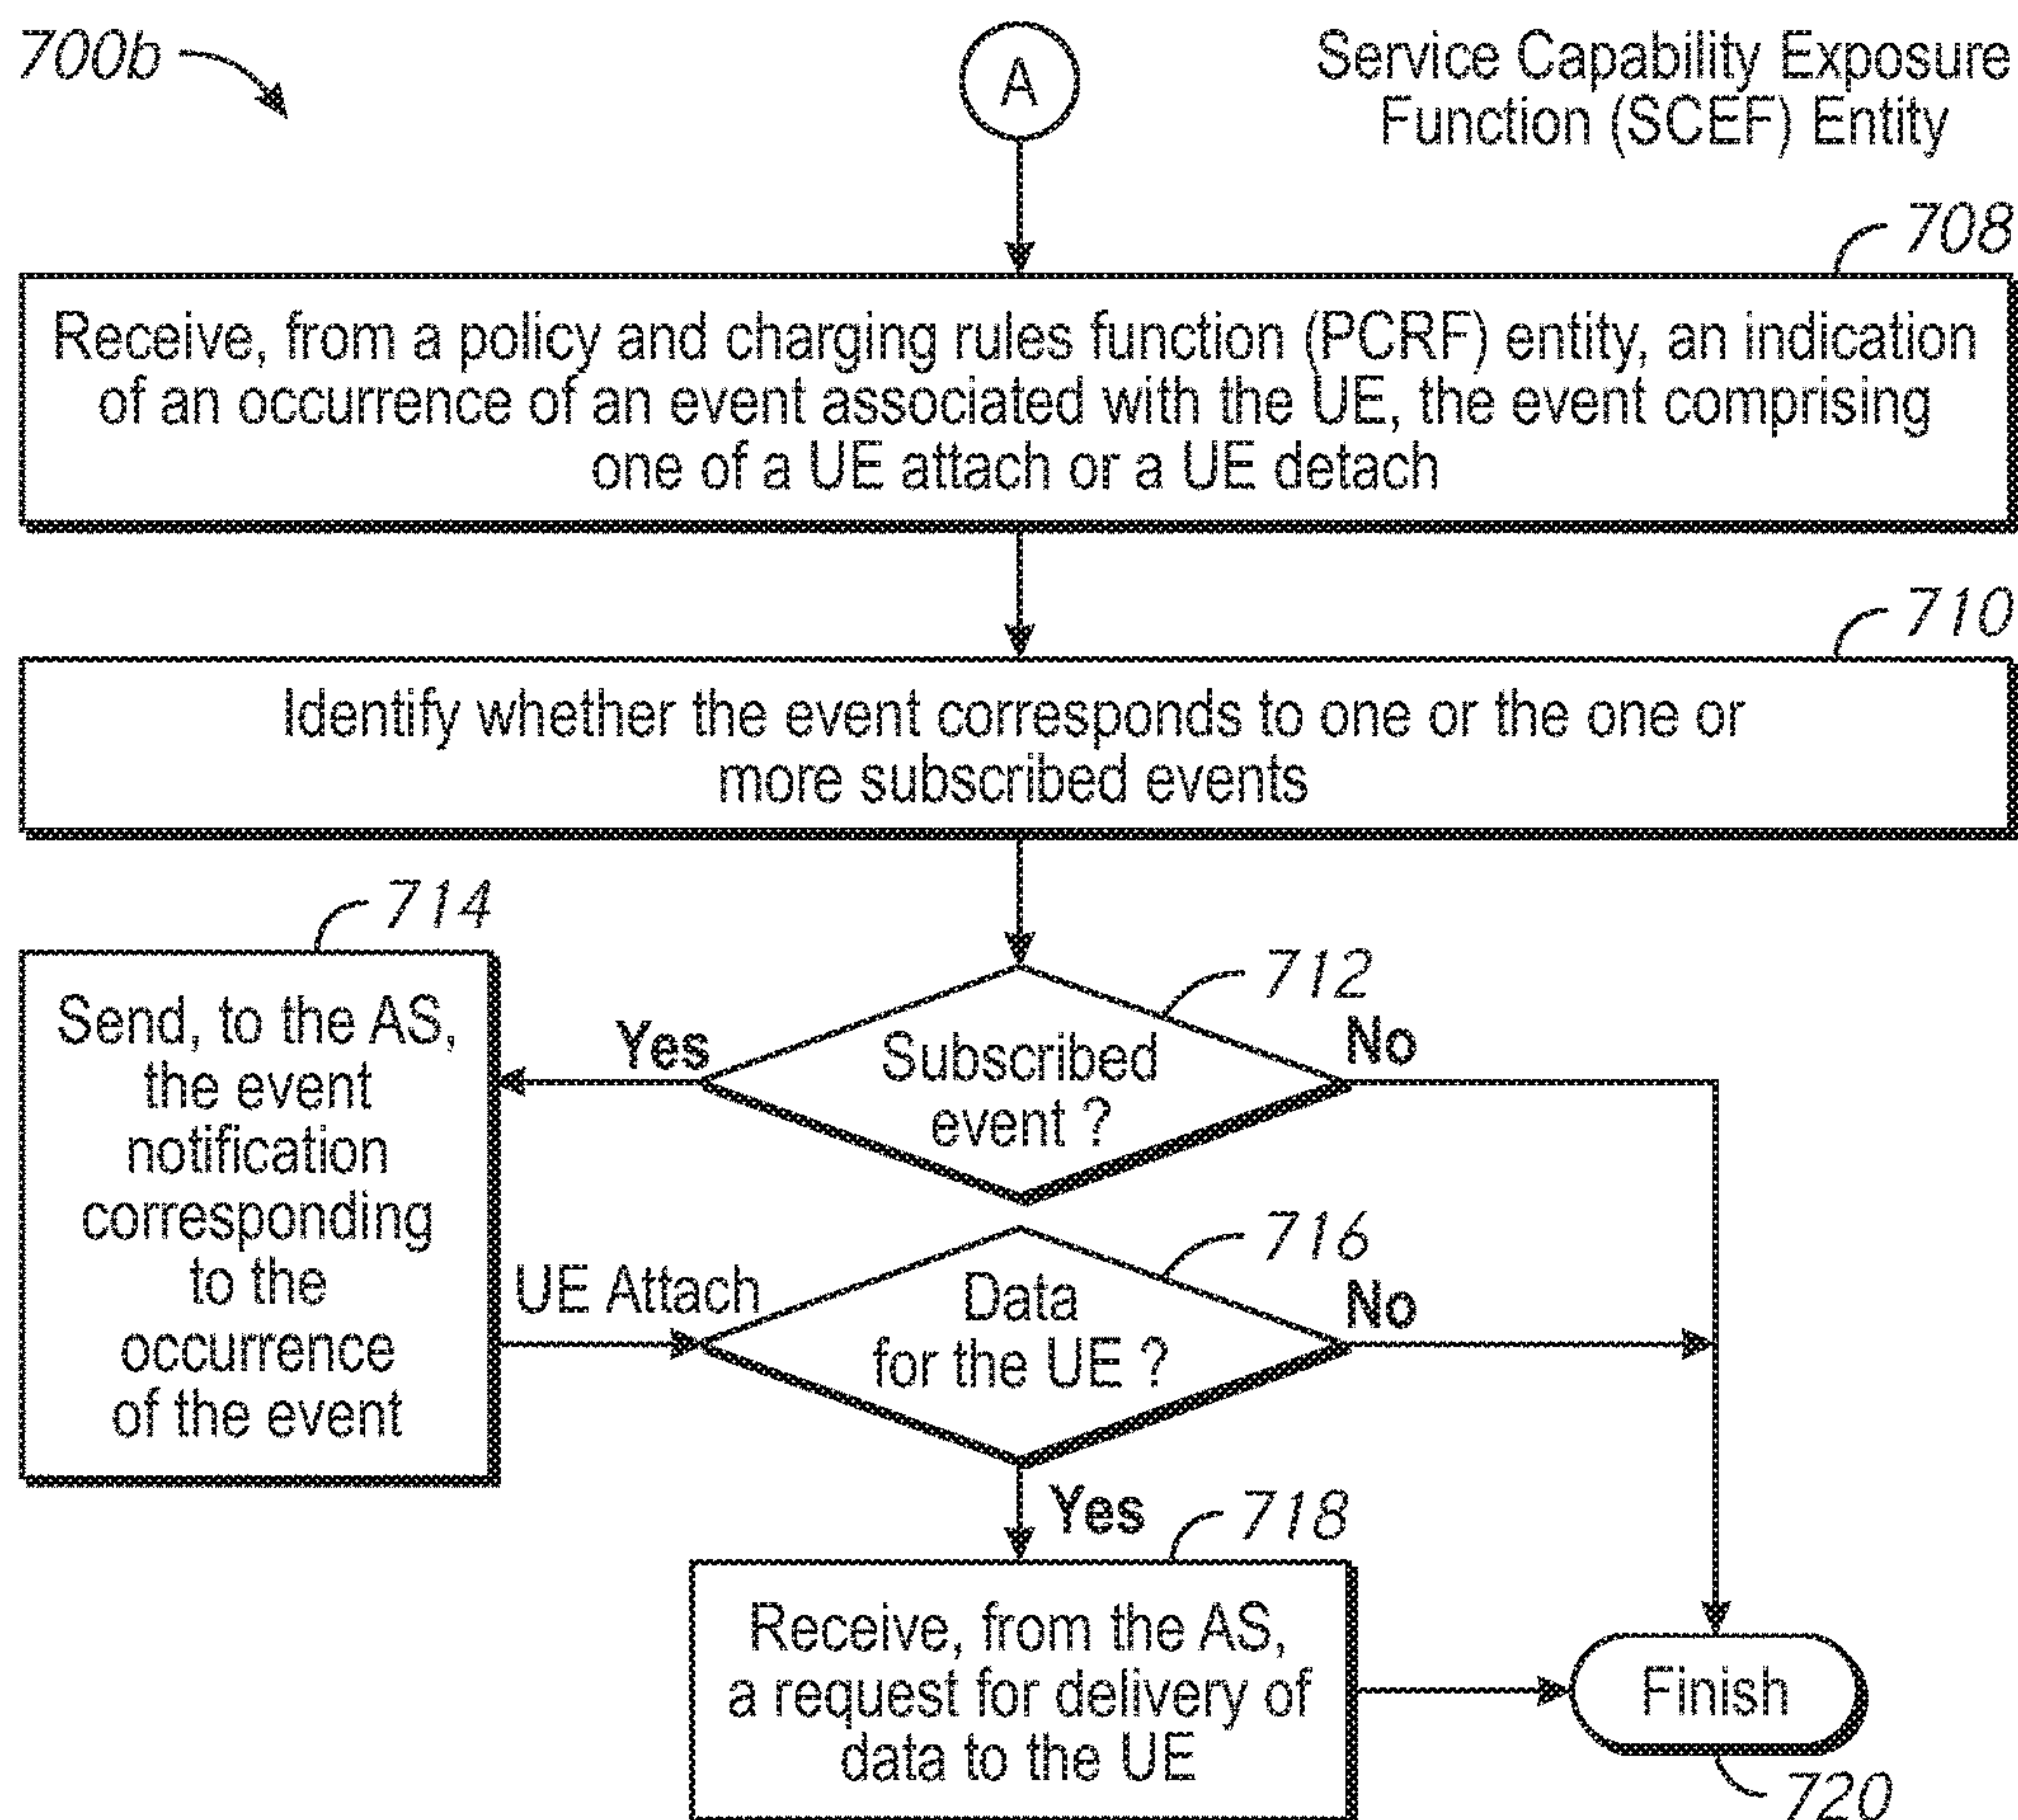 700b
A
Service Capability Exposure
Function (SCEF) Entity
708
Receive, from a policy and charging rules function (PCRF) entity, an indication
of an occurrence of an event associated with the UE, the event comprising
one of a UE attach or a UE detach
710
Identify whether the event corresponds to one or the one or
more subscribed events
714
Send, to the AS,
the event
notification
corresponding
to the
occurrence
of the event
712
Yes
Subscribed
event ?
No
716
UE Attach
Data
for the UE ?
No
Yes
718
Receive, from the AS,
a request for delivery of
data to the UE
Finish
720